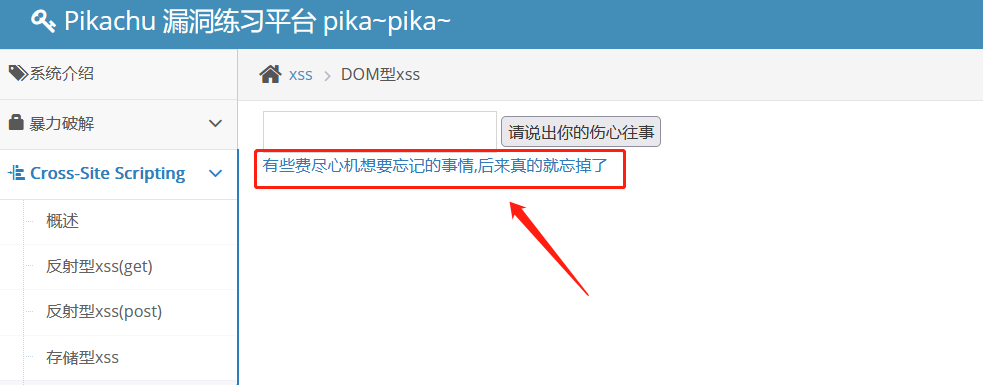 Pikachu 漏洞练习平台 pika~pika~
系统介绍
暴力破解
Cross-Site Scripting
概述
反射型xss(get)
反射型xss(post)
存储型xss
xss > DOM型xss
请说出你的伤心往事
有些费尽心机想要忘记的事情,后来真的就忘掉了